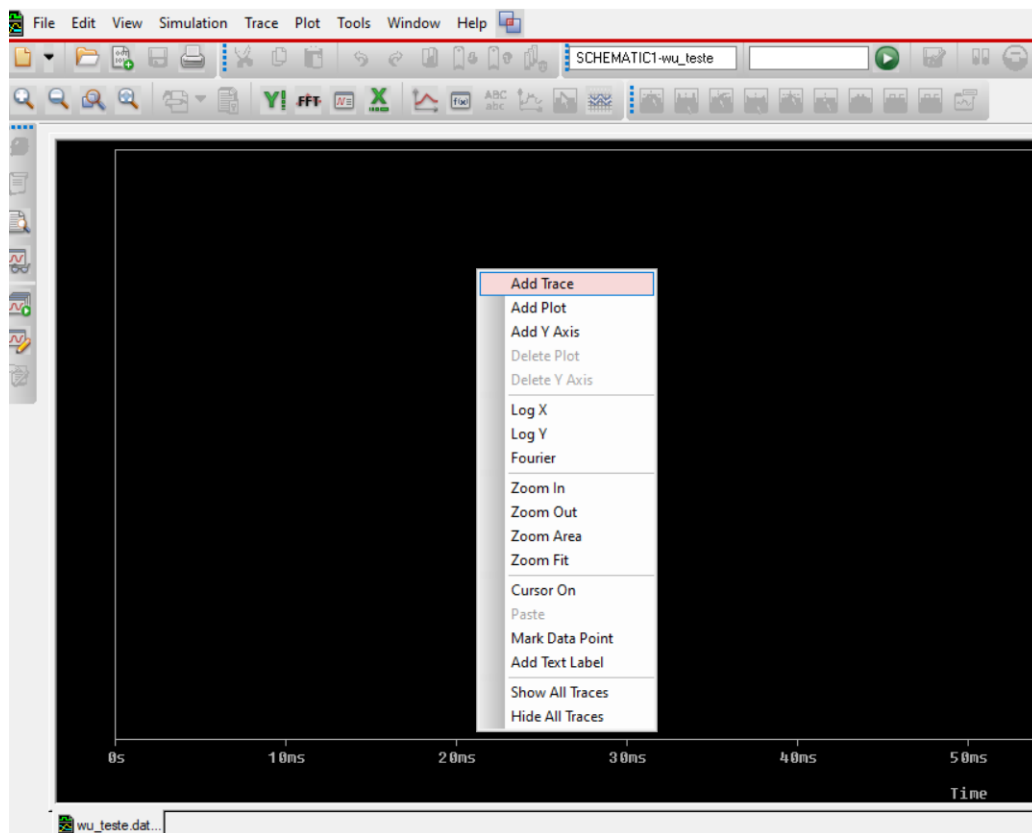 File Edit View Simulation Trace Plot Tools Window Help
SCHEMATIC1-wu_teste
FFT
f(x)
ABC
abc
Add Trace
Add Plot
Add Y Axis
Delete Plot
Delete Y Axis
Log X
Log Y
Fourier
Zoom In
Zoom Out
Zoom Area
Zoom Fit
Cursor On
Paste
Mark Data Point
Add Text Label
Show All Traces
Hide All Traces
0s 10ms 20ms 30ms 40ms 50ms
Time
wu_teste.dat...